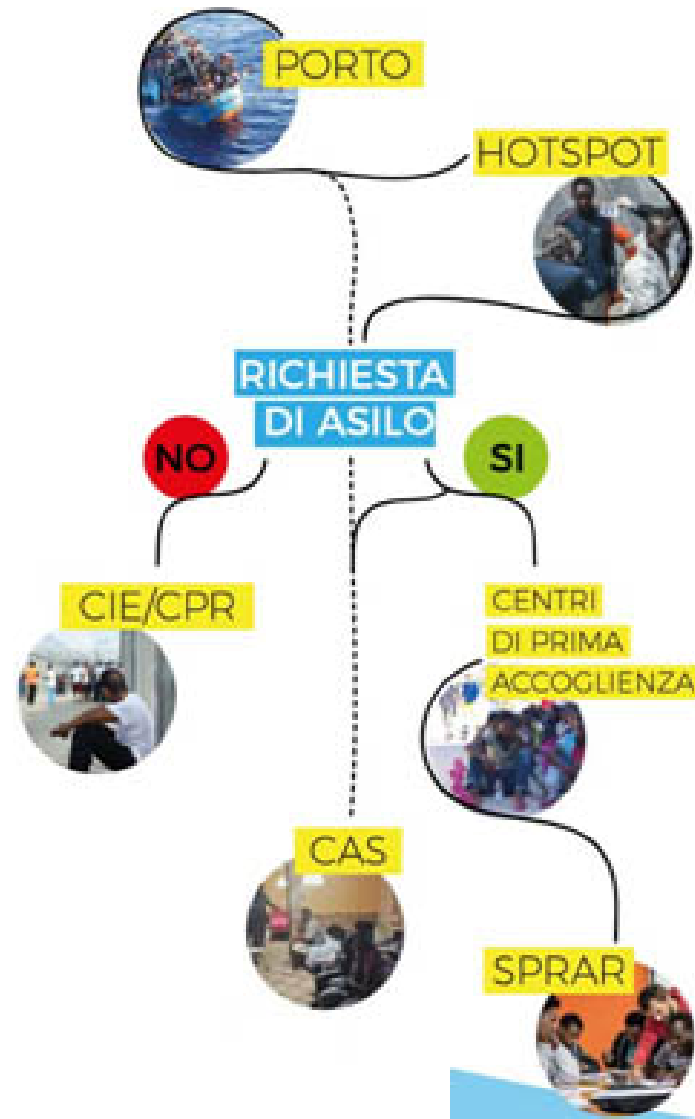 PORTO
HOTSPOT
RICHIESTA
DI ASILO
NO
SI
CIE/CPR
CENTRI
DI PRIMA
ACCOGLIENZA
CAS
SPRAR